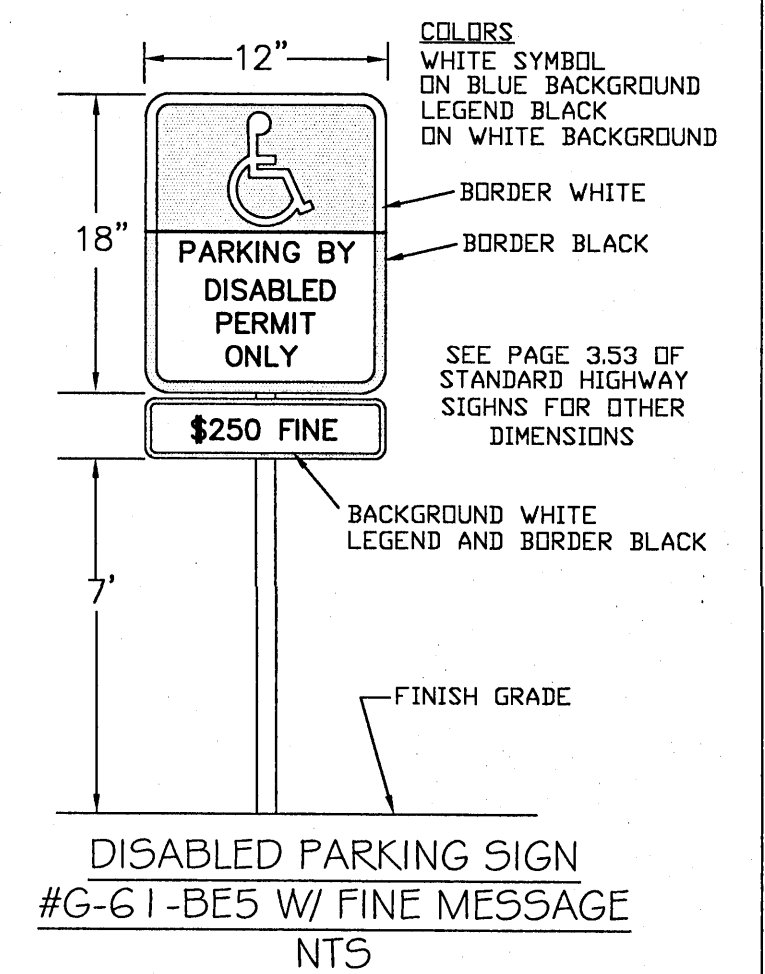 COLORS
WHITE SYMBOL
ON BLUE BACKGROUND
LEGEND BLACK
ON WHITE BACKGROUND
12"
18"
BORDER WHITE
BORDER BLACK
PARKING BY
DISABLED
PERMIT
ONLY
SEE PAGE 3.53 OF
STANDARD HIGHWAY
SIGHNS FOR OTHER
DIMENSIONS
$250 FINE
BACKGROUND WHITE
LEGEND AND BORDER BLACK
7'
FINISH GRADE
DISABLED PARKING SIGN
#G-61-BE5 W/ FINE MESSAGE
NTS